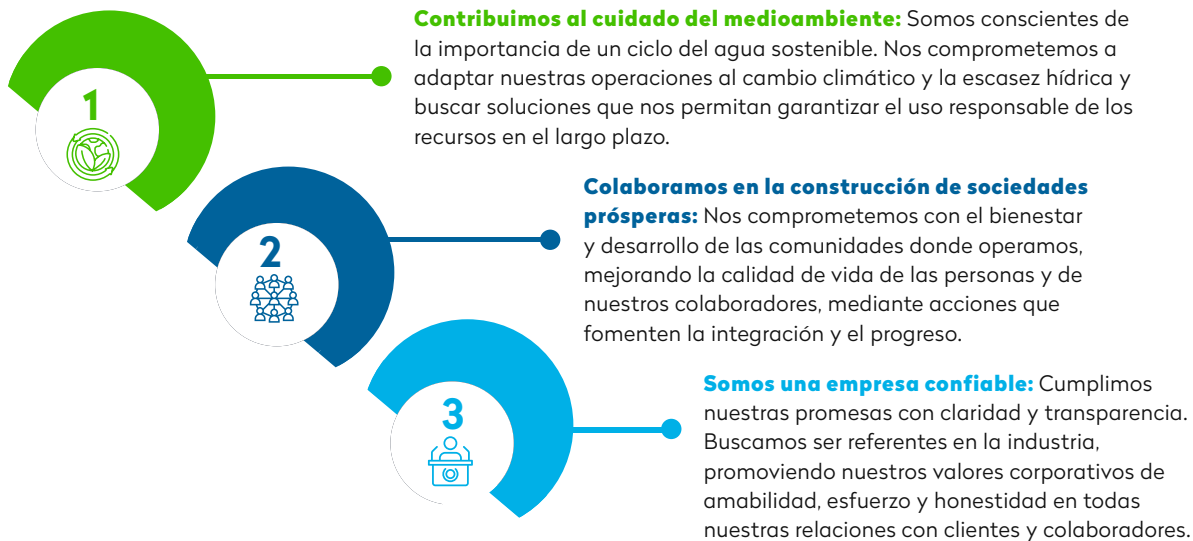 1
Contribuimos al cuidado del medioambiente: Somos conscientes de
la importancia de un ciclo del agua sostenible. Nos comprometemos a
adaptar nuestras operaciones al cambio climático y la escasez hídrica y
buscar soluciones que nos permitan garantizar el uso responsable de los
recursos en el largo plazo.
2
Colaboramos en la construcción de sociedades
prósperas: Nos comprometemos con el bienestar
y desarrollo de las comunidades donde operamos,
mejorando la calidad de vida de las personas y de
nuestros colaboradores, mediante acciones que
fomenten la integración y el progreso.
3
Somos una empresa confiable: Cumplimos
nuestras promesas con claridad y transparencia.
Buscamos ser referentes en la industria,
promoviendo nuestros valores corporativos de
amabilidad, esfuerzo y honestidad en todas
nuestras relaciones con clientes y colaboradores.